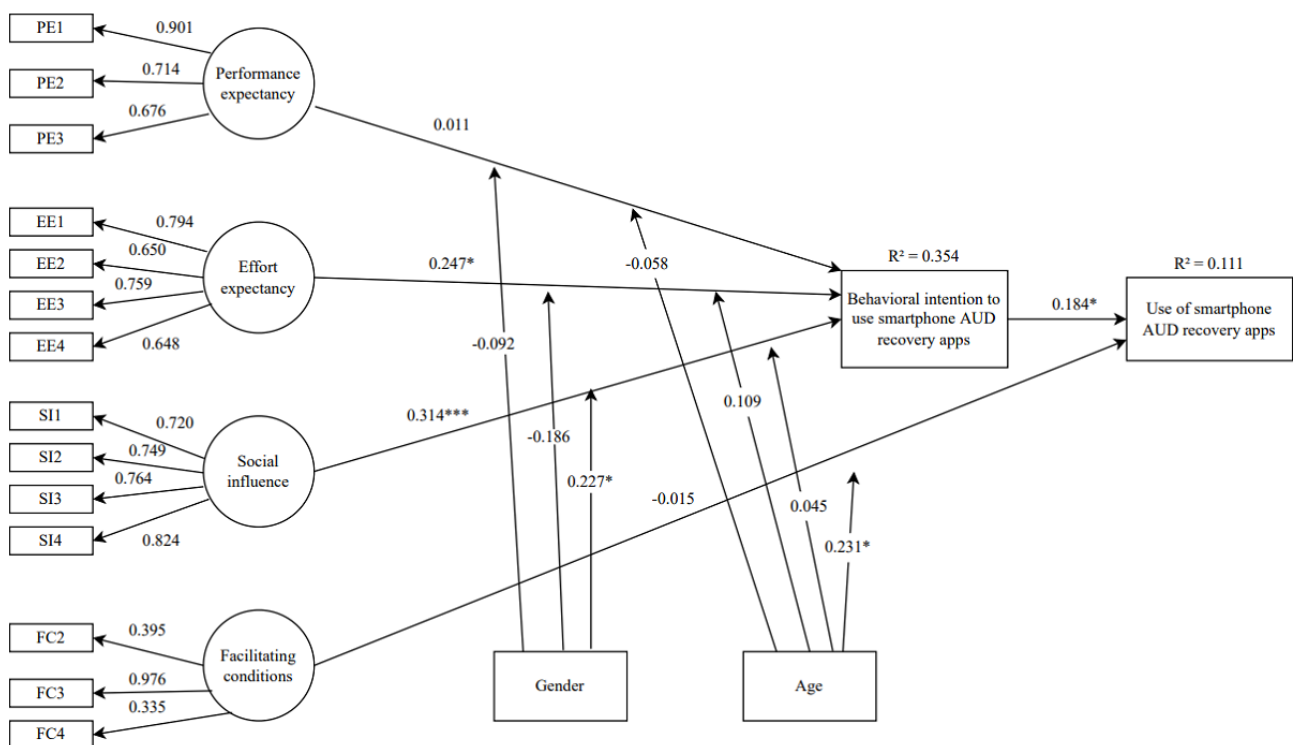 PE1
0.901
PE2
0.714
PE3
0.676
Performance
expectancy
0.011
EE1
0.794
EE2
0.650
EE3
0.759
EE4
0.648
Effort
expectancy
0.247*
-0.058
-0.092
R² = 0.354
Behavioral intention to
use smartphone AUD
recovery apps
0.184*
R² = 0.111
Use of smartphone
AUD recovery apps
SI1
0.720
SI2
0.749
SI3
0.764
SI4
0.824
Social
influence
0.314***
-0.186
0.227*
0.109
0.045
0.231*
-0.015
FC2
0.395
FC3
0.976
FC4
0.335
Facilitating
conditions
Gender
Age